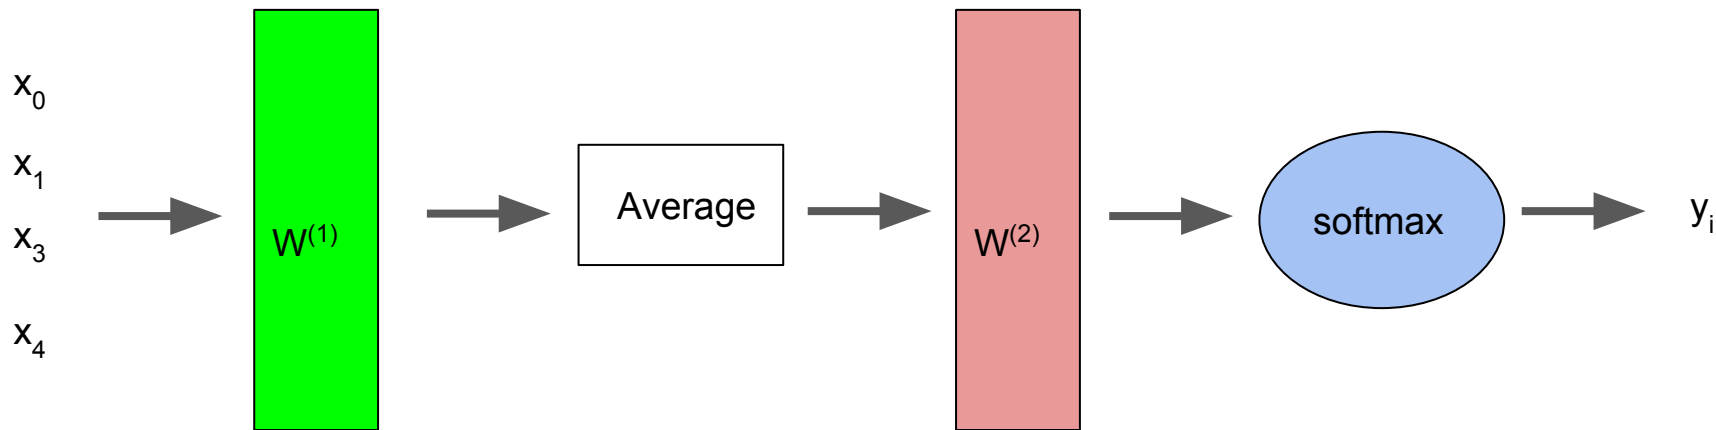 x₀
x₁
x₃
x₄
W⁽¹⁾
Average
W⁽²⁾
softmax
yᵢ